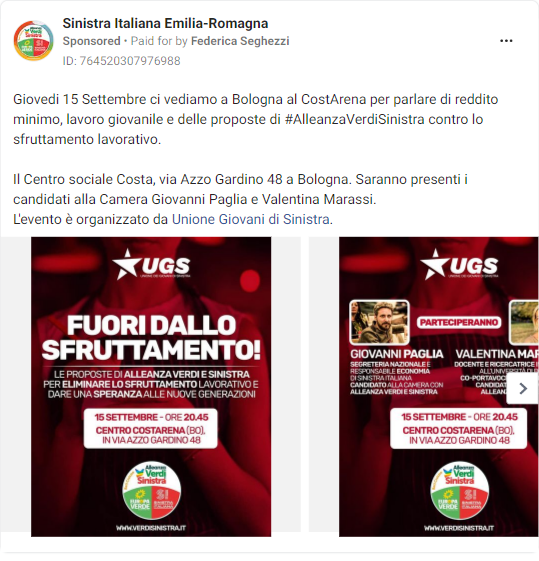 Sinistra Italiana Emilia-Romagna
Sponsored • Paid for by Federica Seghezzi
ID: 764520307976988
Giovedi 15 Settembre ci vediamo a Bologna al CostArena per parlare di reddito
minimo, lavoro giovanile e delle proposte di #AlleanzaVerdiSinistra contro lo
sfruttamento lavorativo.
Il Centro sociale Costa, via Azzo Gardino 48 a Bologna. Saranno presenti i
candidati alla Camera Giovanni Paglia e Valentina Marassi.
L'evento è organizzato da Unione Giovani di Sinistra.
UGS
UNIONE DEI GIOVANI DI SINISTRA
FUORI DALLO
SFRUTTAMENTO!
LE PROPOSTE DI ALLEANZA VERDI E SINISTRA
PER ELIMINARE LO SFRUTTAMENTO LAVORATIVO E
DARE UNA SPERANZA ALLE NUOVE GENERAZIONI
15 SETTEMBRE - ORE 20.45
CENTRO COSTARENA (BO),
IN VIA AZZO GARDINO 48
Alleanza
Verdi
Sinistra
EUROPA
VERDE
SI
SINISTRA
ITALIANA
WWW.VERDISINISTRA.IT
UGS
UNIONE DEI GIOVANI DI SINISTRA
PARTECIPERANNO
GIOVANNI PAGLIA
SEGRETERIA NAZIONALE E
RESPONSABILE ECONOMIA
DI SINISTRA ITALIANA.
CANDIDATO ALLA CAMERA CON
ALLEANZA VERDI E SINISTRA
VALENTINA MAR
DOCENTE E RICERCATRICE
ALL'UNIVERSITÀ DI
CO-PORTAVOC
CANDIDAT
ALLEAN
15 SETTEMBRE - ORE 20.45
CENTRO COSTARENA (BO),
IN VIA AZZO GARDINO 48
Alleanza
Verdi
Sinistra
EUROPA
VERDE
SI
SINISTRA
ITALIANA
WWW.VERDISINISTRA.IT